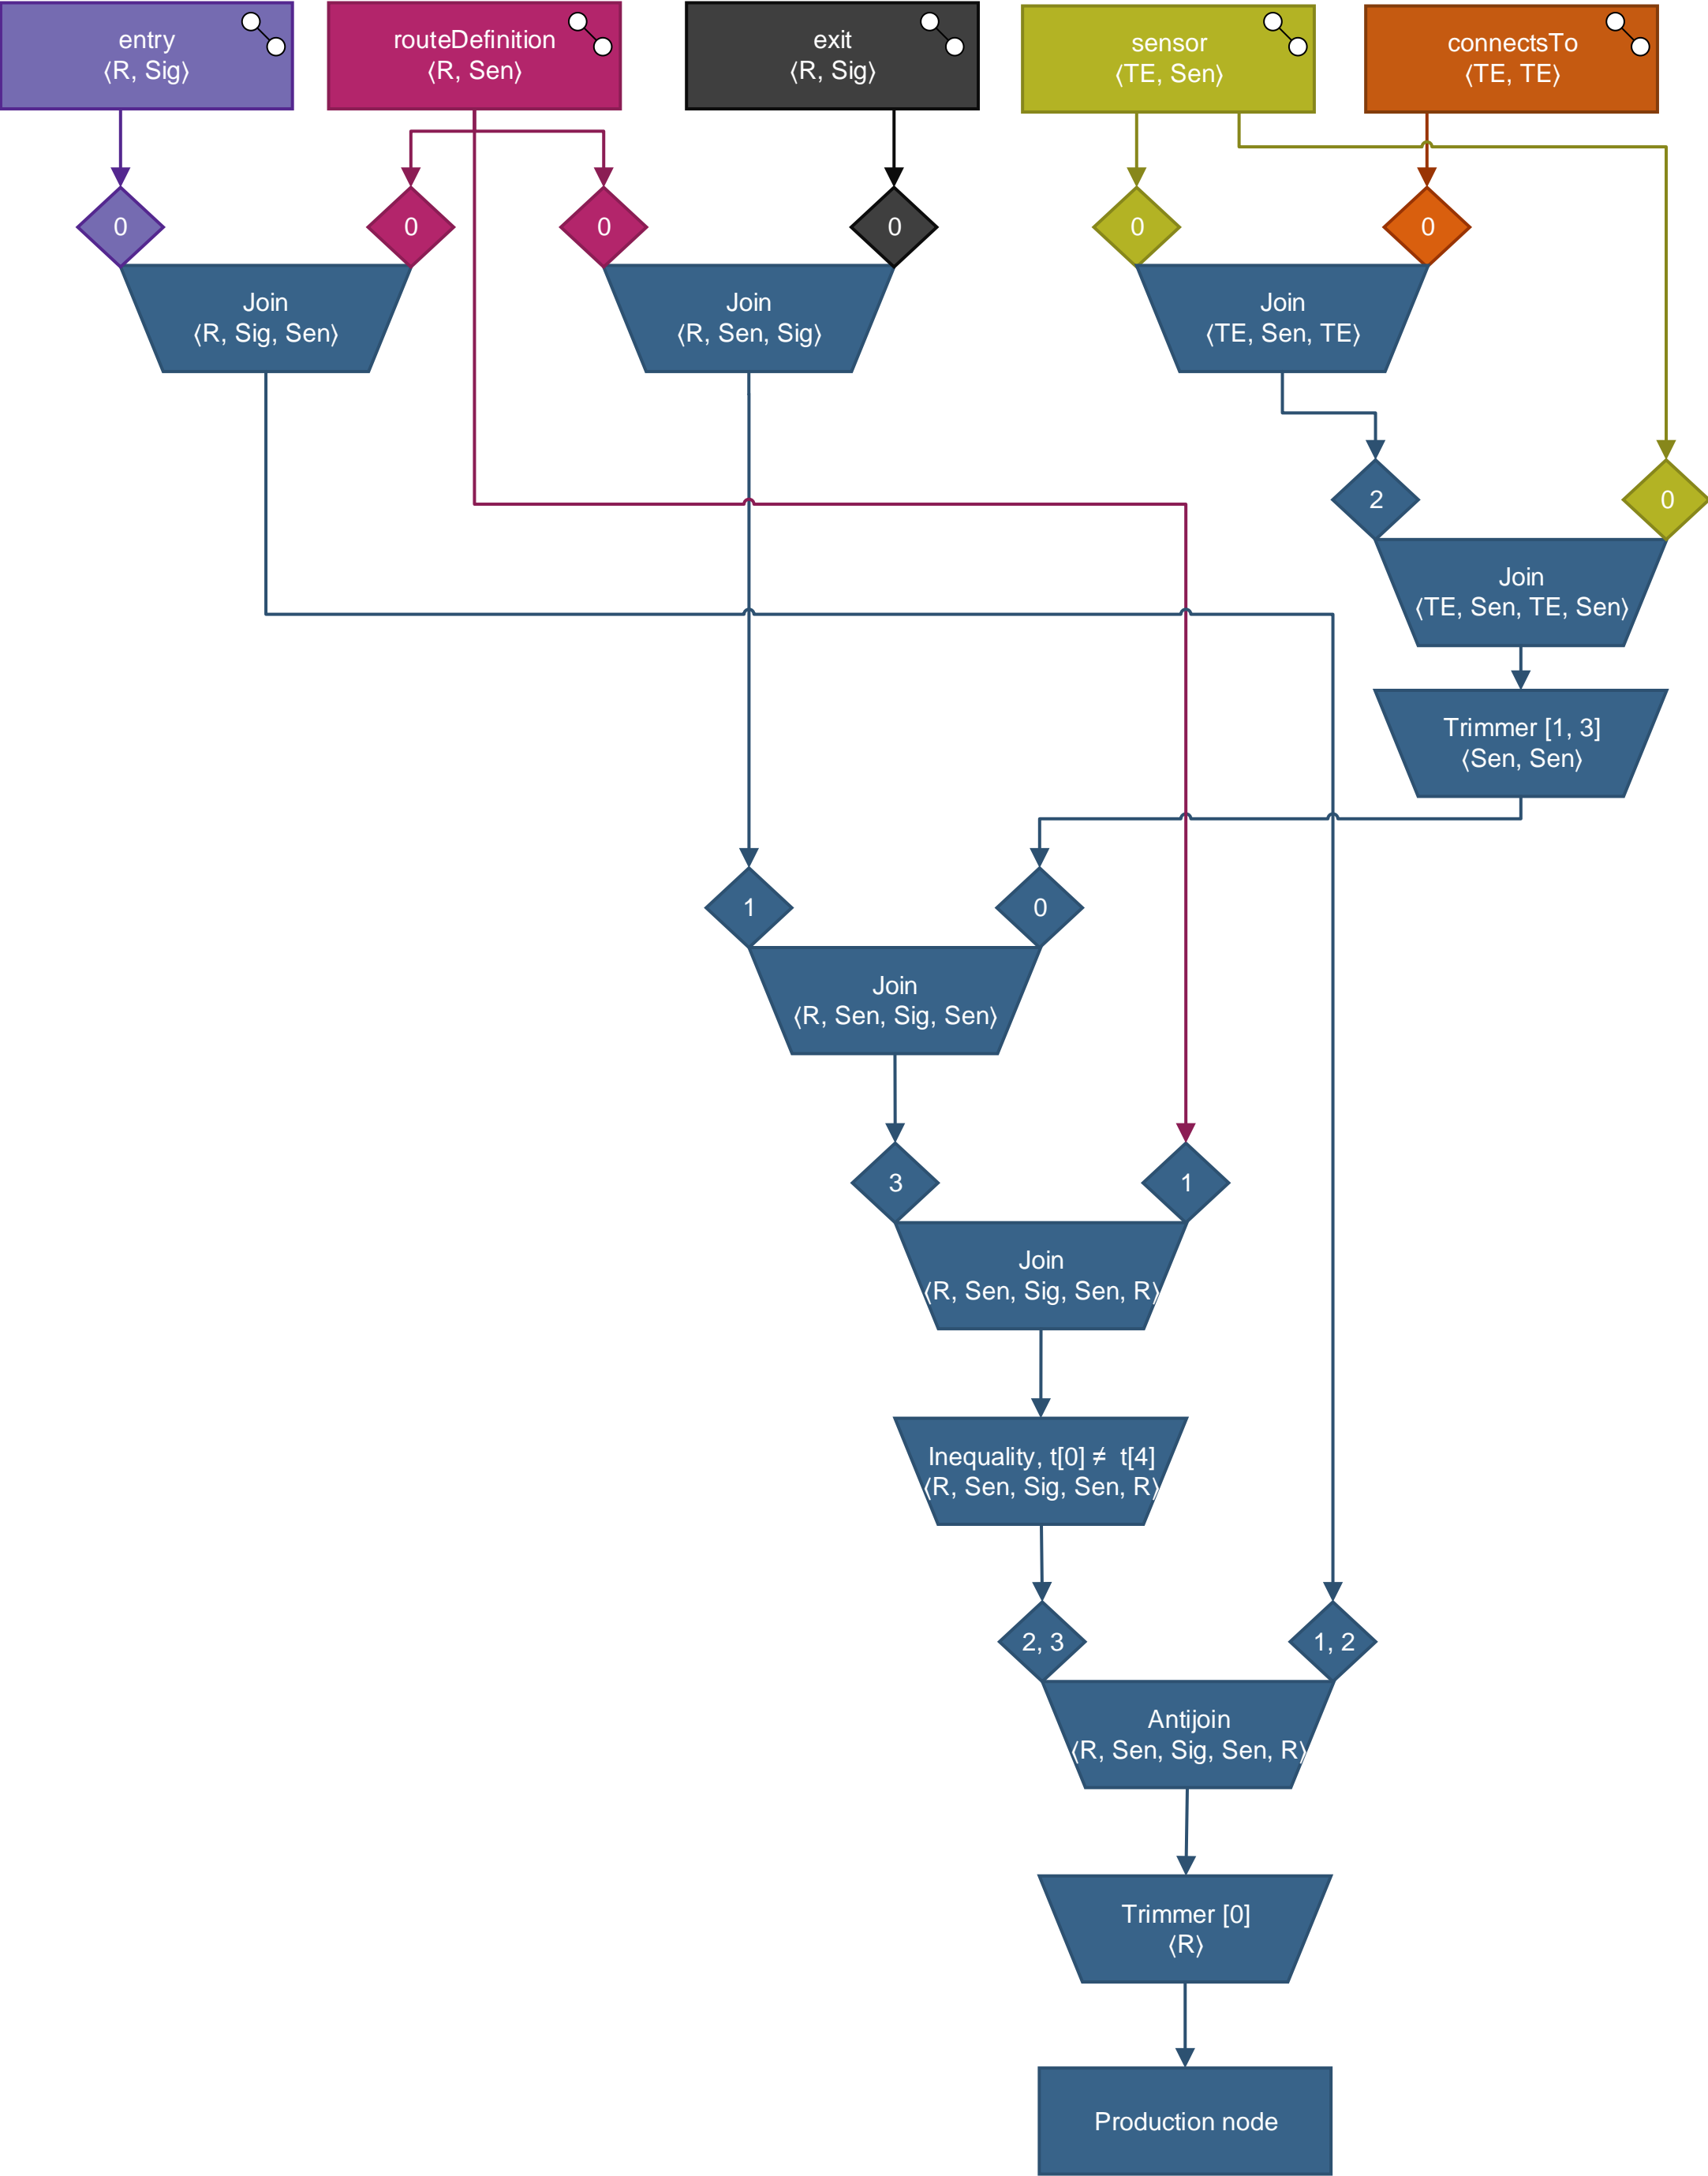 entry
⟨R, Sig⟩
routeDefinition
⟨R, Sen⟩
exit
⟨R, Sig⟩
sensor
⟨TE, Sen⟩
connectsTo
⟨TE, TE⟩
0
0
0
0
0
0
Join
⟨R, Sig, Sen⟩
Join
⟨R, Sen, Sig⟩
Join
⟨TE, Sen, TE⟩
2
0
Join
⟨TE, Sen, TE, Sen⟩
Trimmer [1, 3]
⟨Sen, Sen⟩
1
0
Join
⟨R, Sen, Sig, Sen⟩
3
1
Join
⟨R, Sen, Sig, Sen, R⟩
Inequality, t[0] ≠ t[4]
⟨R, Sen, Sig, Sen, R⟩
2, 3
1, 2
Antijoin
⟨R, Sen, Sig, Sen, R⟩
Trimmer [0]
⟨R⟩
Production node